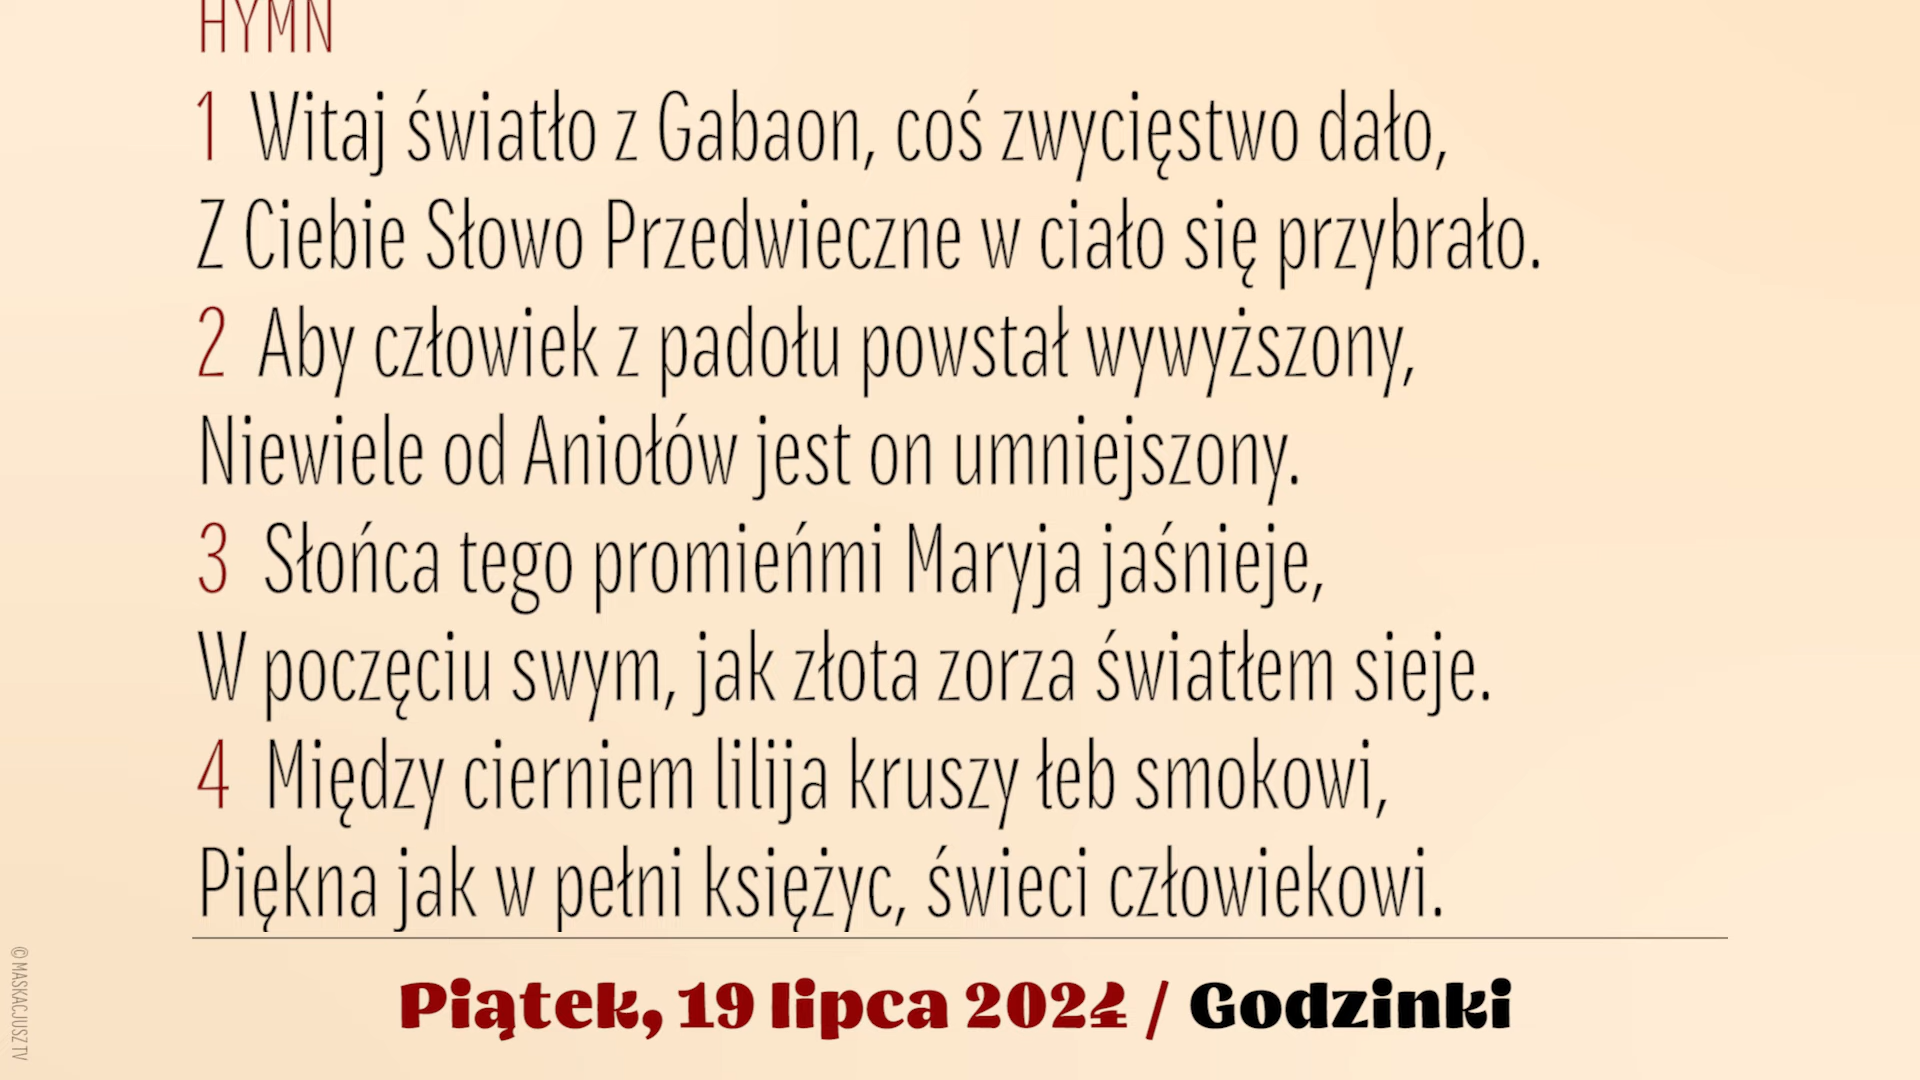 HYMN
1 Witaj światło z Gabaon, coś zwycięstwo dało,
Z Ciebie Słowo Przedwieczne w ciało się przybrało.
2 Aby człowiek z padołu powstał wywyższony,
Niewiele od Aniołów jest on umniejszony.
3 Słońca tego promieńmi Maryja jaśnieje,
W poczęciu swym, jak złota zorza światłem sieje.
4 Między cierniem lilija kruszy łeb smokowi,
Piękna jak w pełni księżyc, świeci człowiekowi.
Piątek, 19 lipca 2024 / Godzinki
© MASKACJUSZ TV